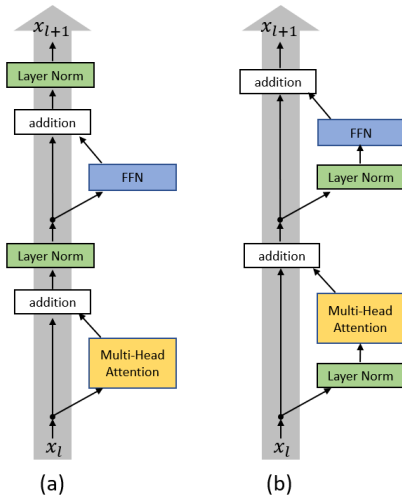 x_{l+1}
Layer Norm
addition
FFN
Layer Norm
addition
Multi-Head
Attention
x_l
(a)
x_{l+1}
addition
FFN
Layer Norm
addition
Multi-Head
Attention
Layer Norm
x_l
(b)